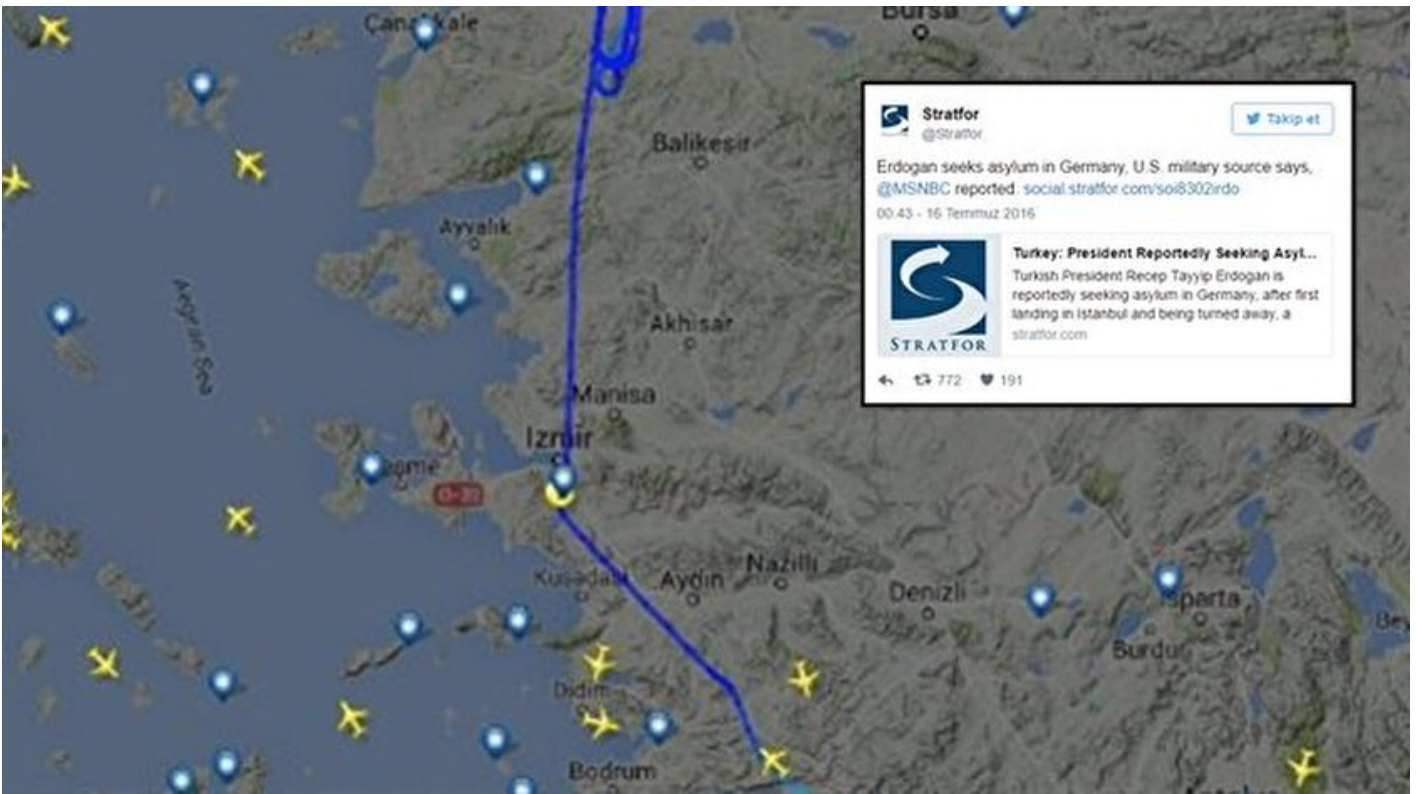 Çanakkale
Bursa
Stratfor
@Stratfor
Takip et
Erdogan seeks asylum in Germany, U.S. military source says,
@MSNBC reported: social.stratfor.com/soi8302irdo
00:43 - 16 Temmuz 2016
Turkey: President Reportedly Seeking Asyl...
Turkish President Recep Tayyip Erdogan is
reportedly seeking asylum in Germany, after first
landing in Istanbul and being turned away, a
stratfor.com
STRATFOR
772 191
Balikesir
Ayvalık
Aegean Sea
Akhisar
Manisa
Izmir
Kusadası
Aydın
Nazilli
Denizli
Isparta
Burdur
Didim
Bodrum